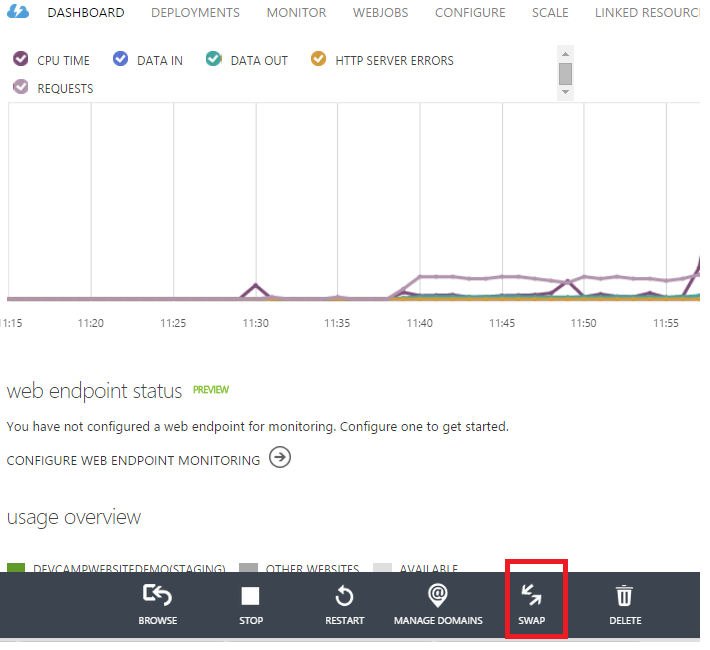 DASHBOARD DEPLOYMENTS MONITOR WEBJOBS CONFIGURE SCALE LINKED RESOURC
CPU TIME DATA IN DATA OUT HTTP SERVER ERRORS
REQUESTS
11:15 11:20 11:25 11:30 11:35 11:40 11:45 11:50 11:55
web endpoint status PREVIEW
You have not configured a web endpoint for monitoring. Configure one to get started.
CONFIGURE WEB ENDPOINT MONITORING
usage overview
DEVCAMPWEBSITEDEMO(STAGING) OTHER WEBSITES AVAILABLE
BROWSE STOP RESTART MANAGE DOMAINS SWAP DELETE